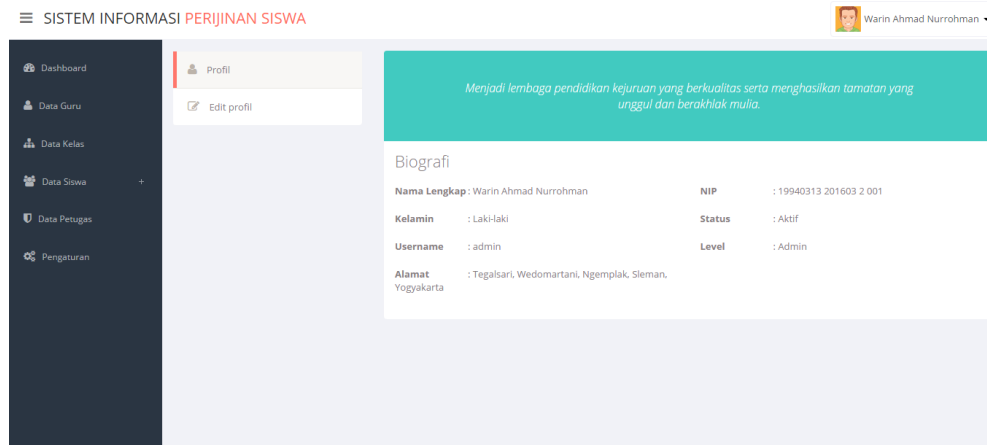 SISTEM INFORMASI PERIJINAN SISWA
Warin Ahmad Nurrohman
Dashboard
Data Guru
Data Kelas
Data Siswa +
Data Petugas
Pengaturan
Profil
Edit profil
Menjadi lembaga pendidikan kejuruan yang berkualitas serta menghasilkan tamatan yang
unggul dan berakhlak mulia.
Biografi
Nama Lengkap : Warin Ahmad Nurrohman
NIP : 19940313 201603 2 001
Kelamin : Laki-laki
Status : Aktif
Username : admin
Level : Admin
Alamat : Tegalsari, Wedomartani, Ngemplak, Sleman,
Yogyakarta